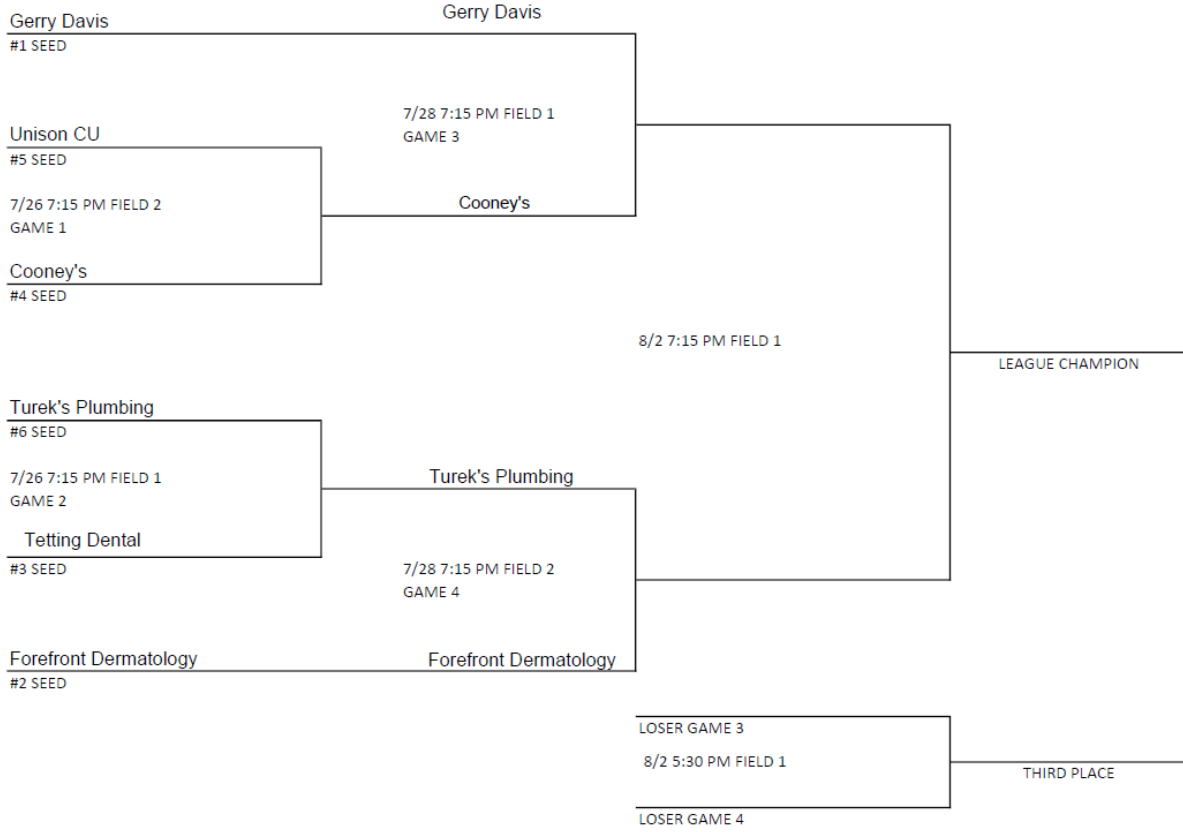 Gerry Davis
Gerry Davis
#1 SEED
7/28 7:15 PM FIELD 1
GAME 3
Unison CU
#5 SEED
7/26 7:15 PM FIELD 2
GAME 1
Cooney's
Cooney's
#4 SEED
8/2 7:15 PM FIELD 1
LEAGUE CHAMPION
Turek's Plumbing
#6 SEED
7/26 7:15 PM FIELD 1
GAME 2
Turek's Plumbing
Tetting Dental
#3 SEED
7/28 7:15 PM FIELD 2
GAME 4
Forefront Dermatology
Forefront Dermatology
#2 SEED
LOSER GAME 3
8/2 5:30 PM FIELD 1
THIRD PLACE
LOSER GAME 4